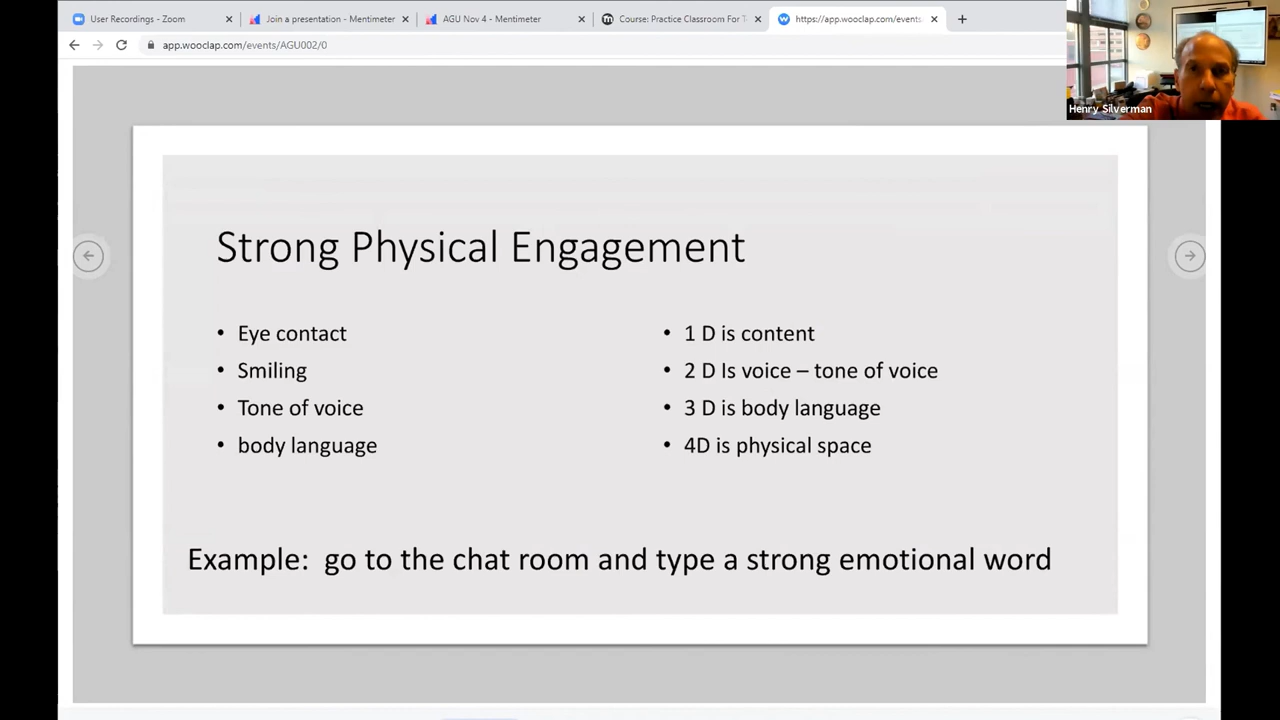 User Recordings - Zoom
Join a presentation - Mentimeter
AGU Nov 4 - Mentimeter
Course: Practice Classroom For T
https://app.wooclap.com/events
app.wooclap.com/events/AGU002/0
Henry Silverman
Strong Physical Engagement
• Eye contact
• Smiling
• Tone of voice
• body language
• 1 D is content
• 2 D Is voice – tone of voice
• 3 D is body language
• 4D is physical space
Example: go to the chat room and type a strong emotional word